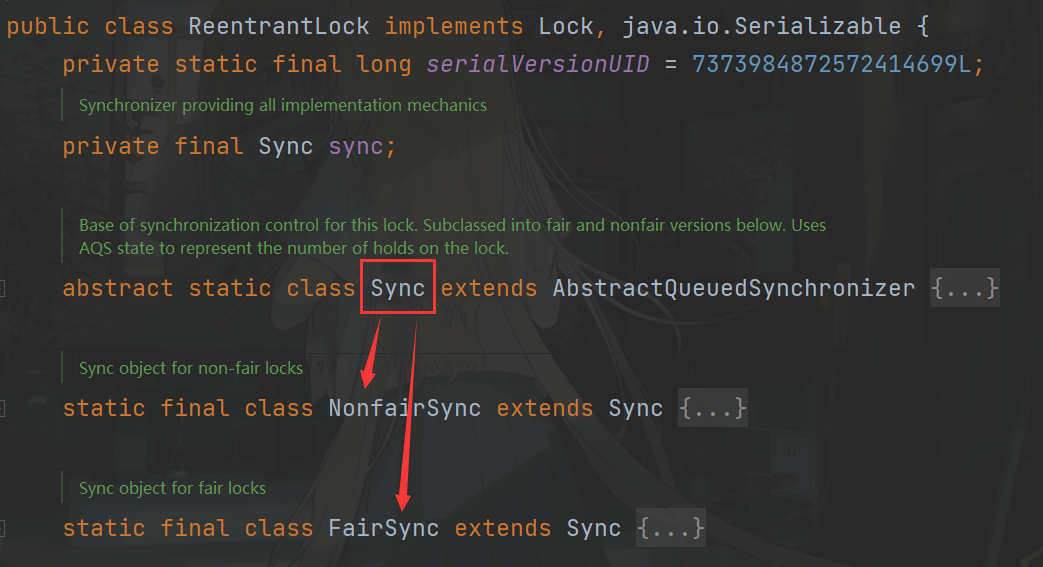 public class ReentrantLock implements Lock, java.io.Serializable {
private static final long serialVersionUID = 7373984872572414699L;
Synchronizer providing all implementation mechanics
private final Sync sync;
Base of synchronization control for this lock. Subclassed into fair and nonfair versions below. Uses
AQS state to represent the number of holds on the lock.
abstract static class Sync extends AbstractQueuedSynchronizer {...}
Sync object for non-fair locks
static final class NonfairSync extends Sync {...}
Sync object for fair locks
static final class FairSync extends Sync {...}